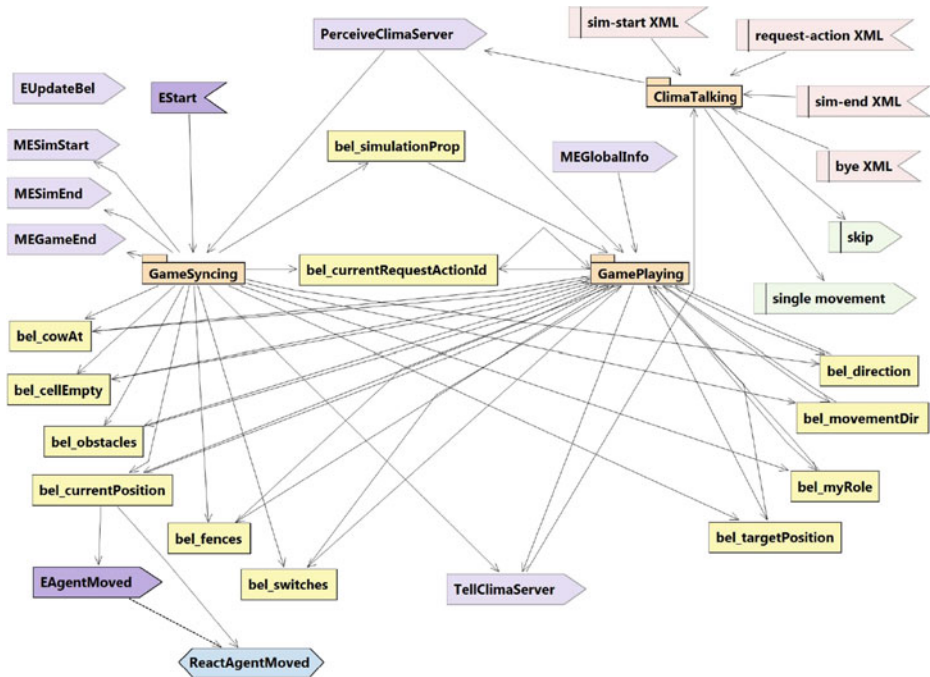 sim-start XML
PerceiveClimaServer
request-action XML
EUpdateBel
EStart
ClimaTalking
sim-end XML
MESimStart
bel_simulationProp
MEGlobalInfo
bye XML
MESimEnd
MEGameEnd
skip
GameSyncing
bel_currentRequestActionId
GamePlaying
single movement
bel_cowAt
bel_direction
bel_cellEmpty
bel_movementDir
bel_obstacles
bel_currentPosition
bel_myRole
bel_fences
bel_targetPosition
EAgentMoved
bel_switches
TellClimaServer
ReactAgentMoved